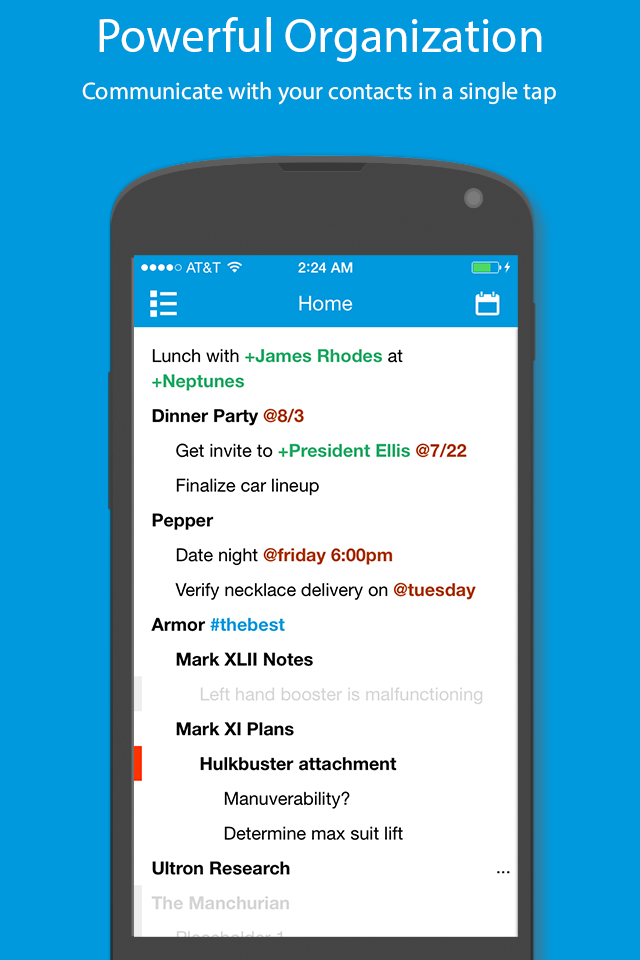 Powerful Organization
Communicate with your contacts in a single tap
AT&T 2:24 AM
Home
Lunch with +James Rhodes at
+Neptunes
Dinner Party @8/3
Get invite to +President Ellis @7/22
Finalize car lineup
Pepper
Date night @friday 6:00pm
Verify necklace delivery on @tuesday
Armor #thebest
Mark XLII Notes
Left hand booster is malfunctioning
Mark XI Plans
Hulkbuster attachment
Manuverability?
Determine max suit lift
Ultron Research ...
The Manchurian
Placeholder 1